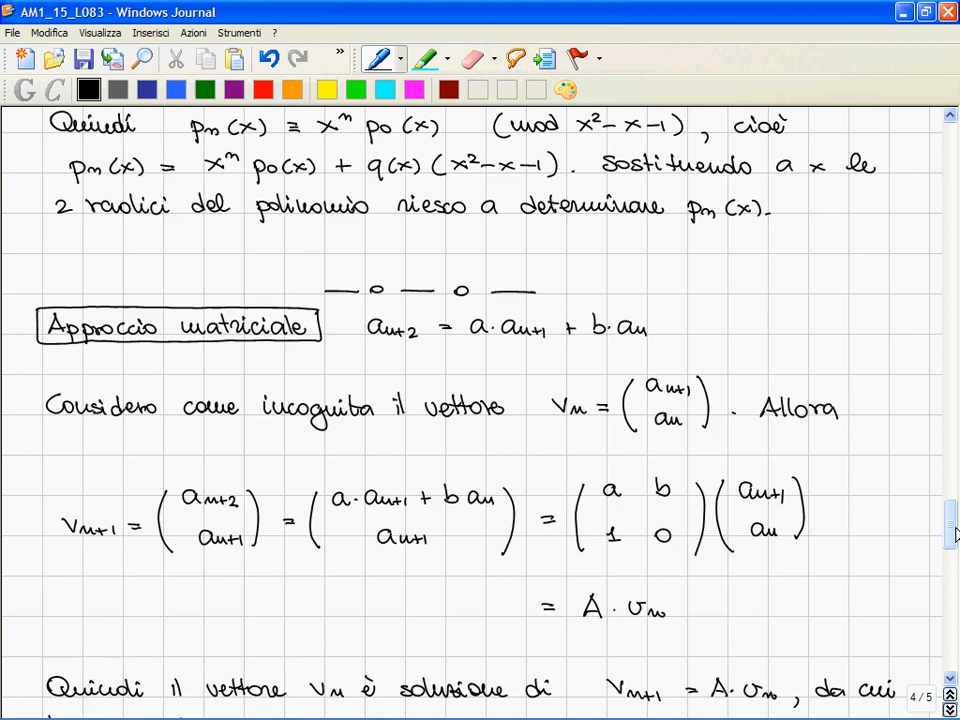 AM1_15_L083 - Windows Journal
File Modifica Visualizza Inserisci Azioni Strumenti ?
Quindi pn(x) ≡ xⁿ p0(x) (mod x²-x-1), cioè
pn(x) = xⁿ p0(x) + q(x)(x²-x-1). Sostituendo a x le
2 radici del polinomio riesco a determinare pn(x).
— o — o —
Approccio matriciale an+2 = a·an+1 + b·an
Considero come incognita il vettore vn = (an+1 an). Allora
vn+1 = (an+2 an+1) = (a·an+1 + b an an+1) = (a b 1 0)(an+1 an)
= A·vn
Quindi il vettore vn è soluzione di vn+1 = A·vn, da cui
4 / 5